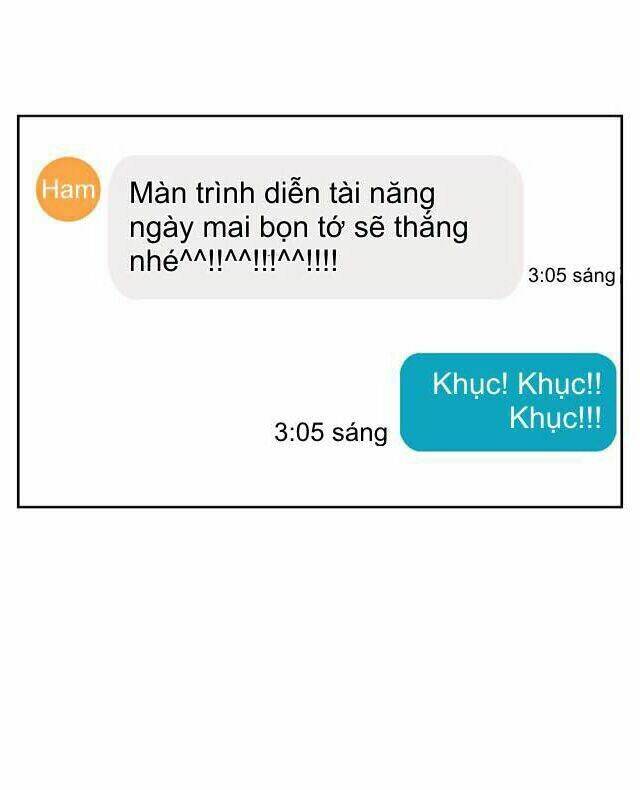 Ham
Màn trình diễn tài năng
ngày mai bọn tớ sẽ thắng
nhé^^!!^^!!!^^!!!!
3:05 sáng
Khục! Khục!!
Khục!!!
3:05 sáng